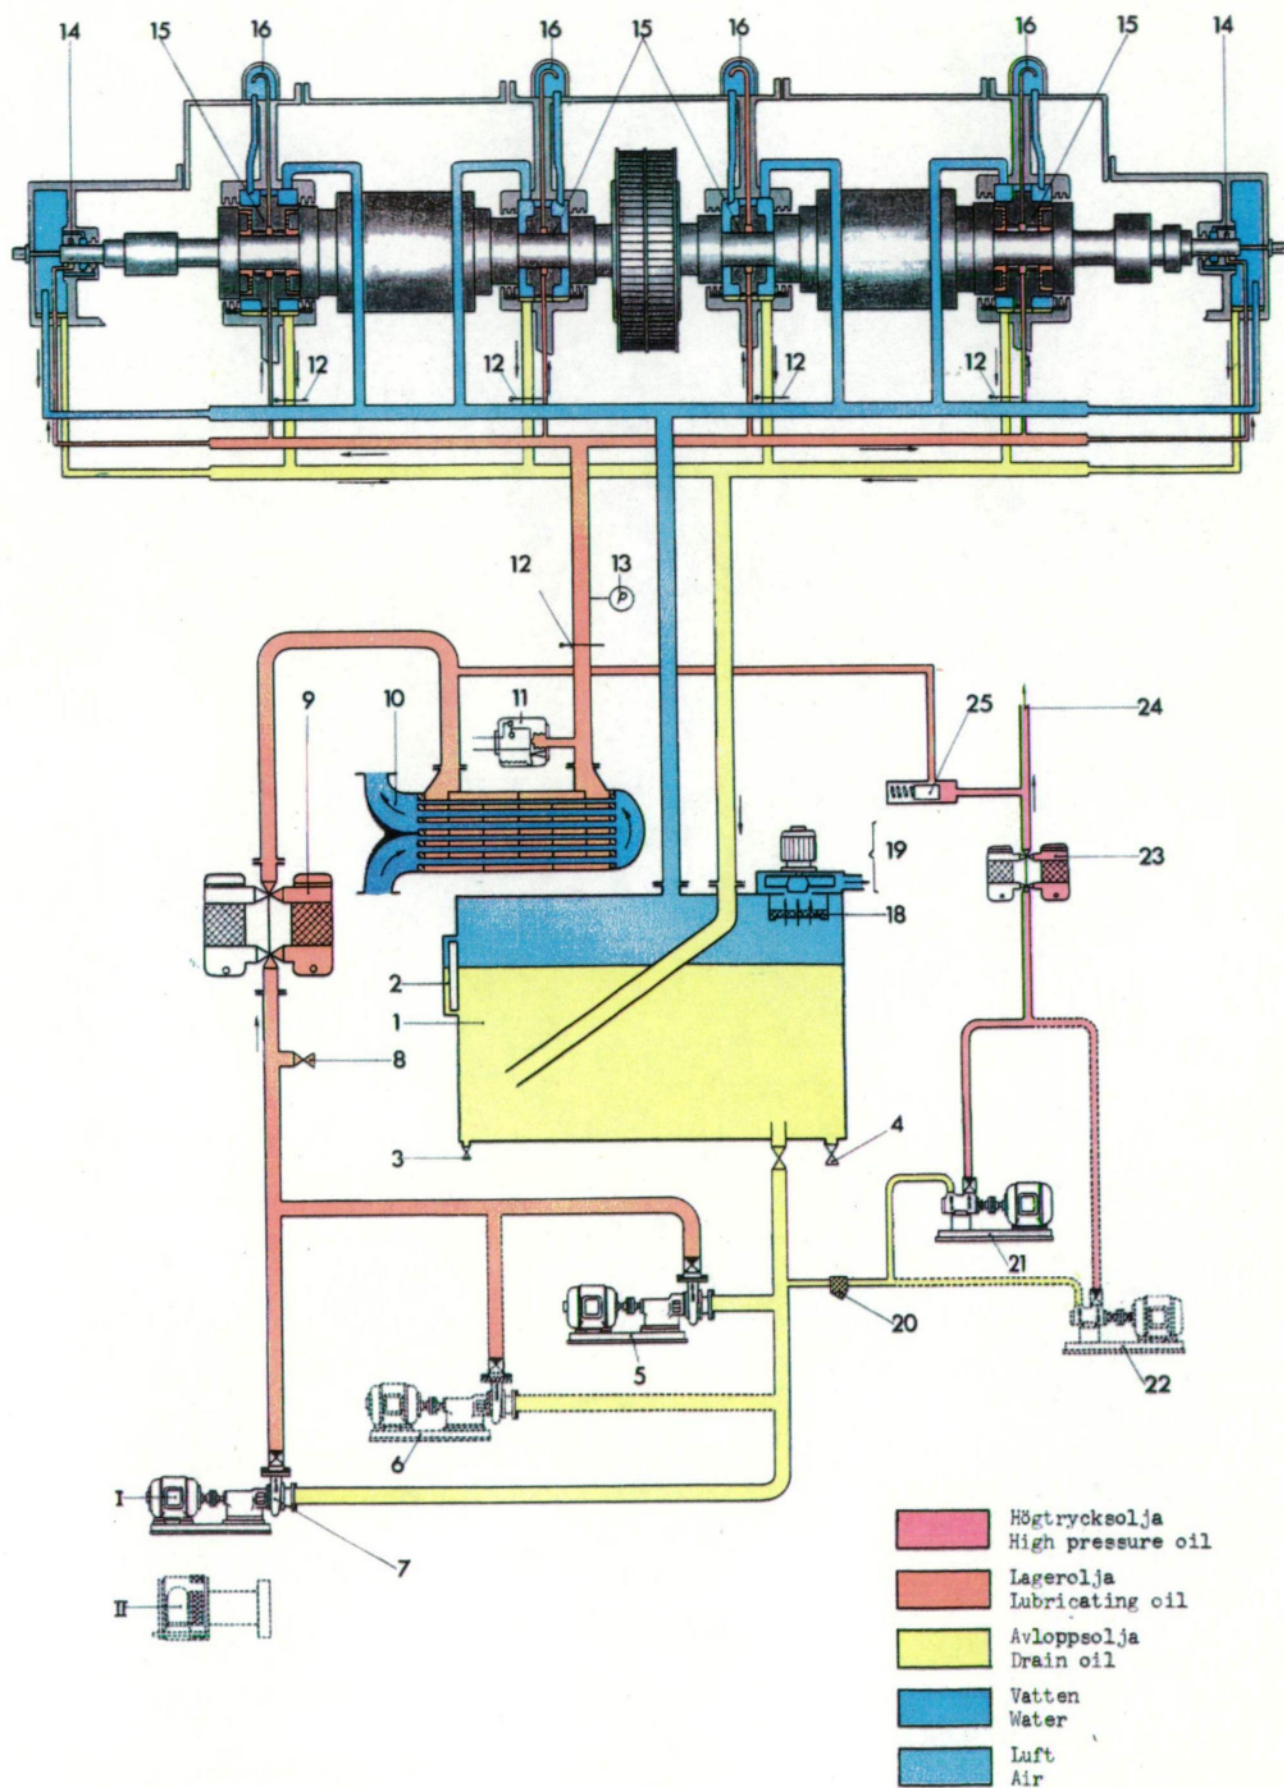 14 15 16 16 15 16 16 15 14
12 12 12 12
12 13
P
9 10 11 25 24
19 23
18
2
1
8
3 4
5 20 21
6 22
I
7
II
Högtrycksolja
High pressure oil
Lagerolja
Lubricating oil
Avloppsolja
Drain oil
Vatten
Water
Luft
Air